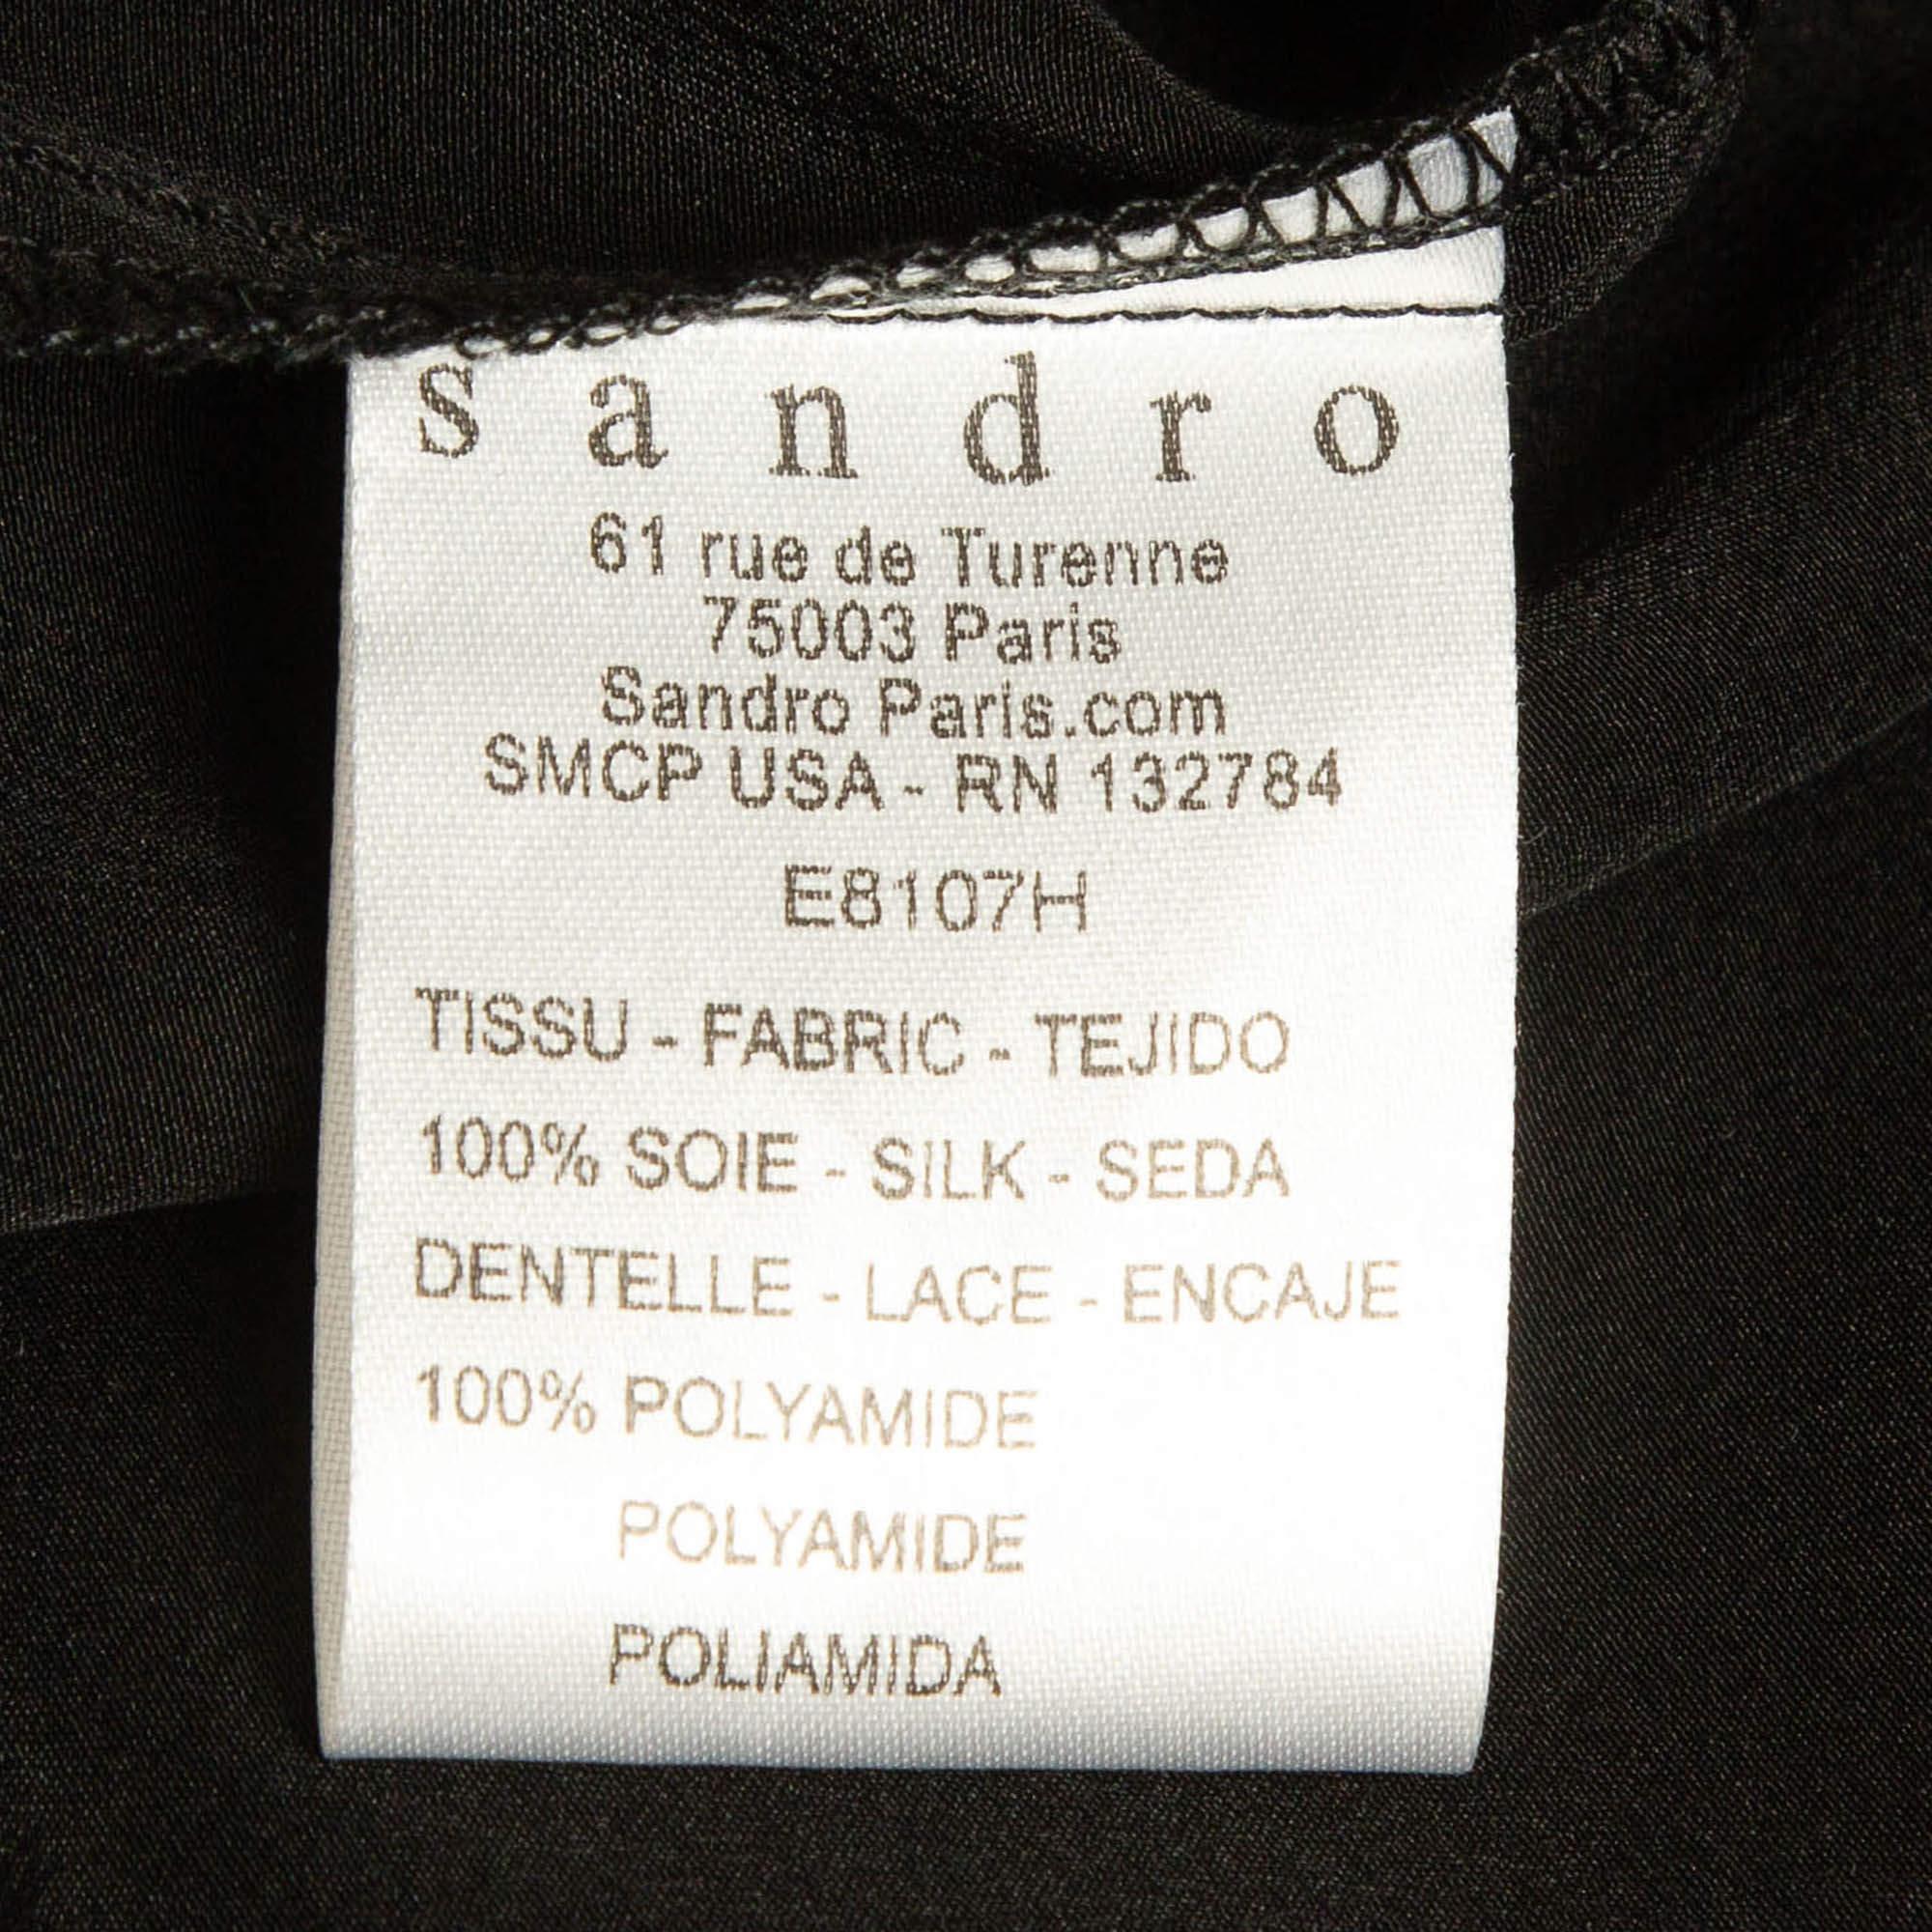 sandro
61 rue de Turenne
75003 Paris
Sandro Paris.com
SMCP USA - RN 132784
E8107H
TISSU - FABRIC - TEJIDO
100% SOIE - SILK - SEDA
DENTELLE - LACE - ENCAJE
100% POLYAMIDE
POLYAMIDE
POLIAMIDA